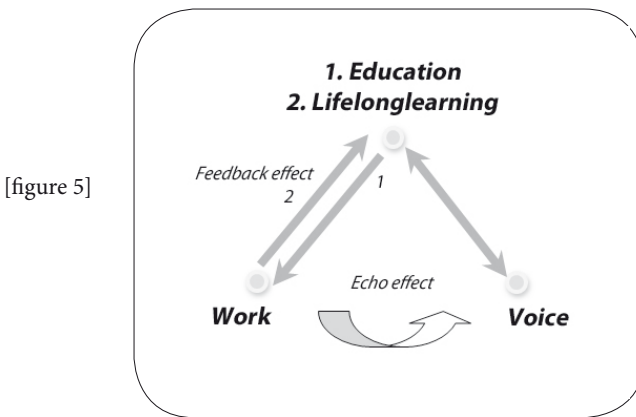 1. Education
2. Lifelonglearning
Feedback effect
2
1
[figure 5]
Echo effect
Work
Voice